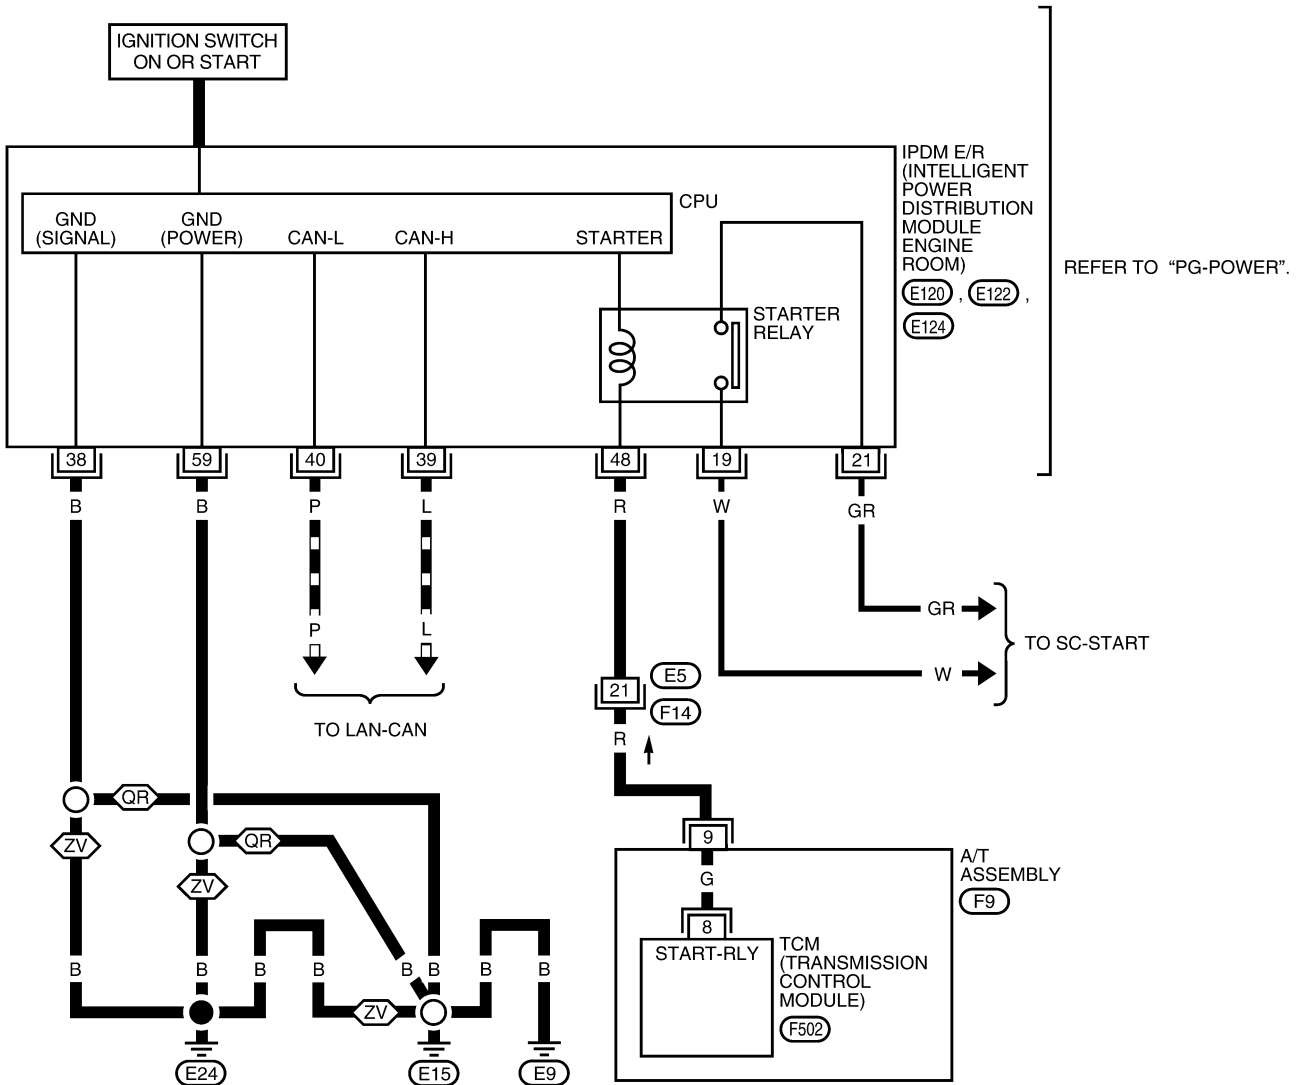 IGNITION SWITCH
ON OR START
IPDM E/R
(INTELLIGENT
POWER
DISTRIBUTION
MODULE
ENGINE
ROOM)
E120 , E122 ,
E124
REFER TO “PG-POWER”.
CPU
GND
(SIGNAL)
GND
(POWER)
CAN-L
CAN-H
STARTER
STARTER
RELAY
38
59
40
39
48
19
21
B
B
P
L
R
W
GR
P
L
GR
W
TO SC-START
TO LAN-CAN
21
E5
F14
R
QR
ZV
QR
ZV
9
G
8
START-RLY
A/T
ASSEMBLY
F9
TCM
(TRANSMISSION
CONTROL
MODULE)
F502
B
B
B
B
B
B
B
B
ZV
E24
E15
E9